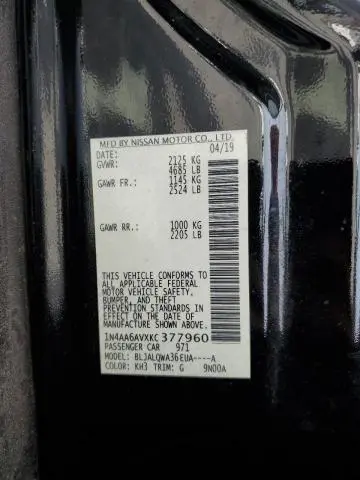 MFD BY NISSAN MOTOR CO., LTD.
DATE: 04/19
GVWR: 2125 KG
4685 LB
GAWR FR.: 1145 KG
2524 LB
GAWR RR.: 1000 KG
2205 LB
THIS VEHICLE CONFORMS TO
ALL APPLICABLE FEDERAL
MOTOR VEHICLE SAFETY,
BUMPER, AND THEFT
PREVENTION STANDARDS IN
EFFECT ON THE DATE OF
MANUFACTURE SHOWN ABOVE.
1N4AA6AVXKC377960
PASSENGER CAR 971
MODEL: BLJALQWA36EUA----A
COLOR: KH3 TRIM: G 9N00A